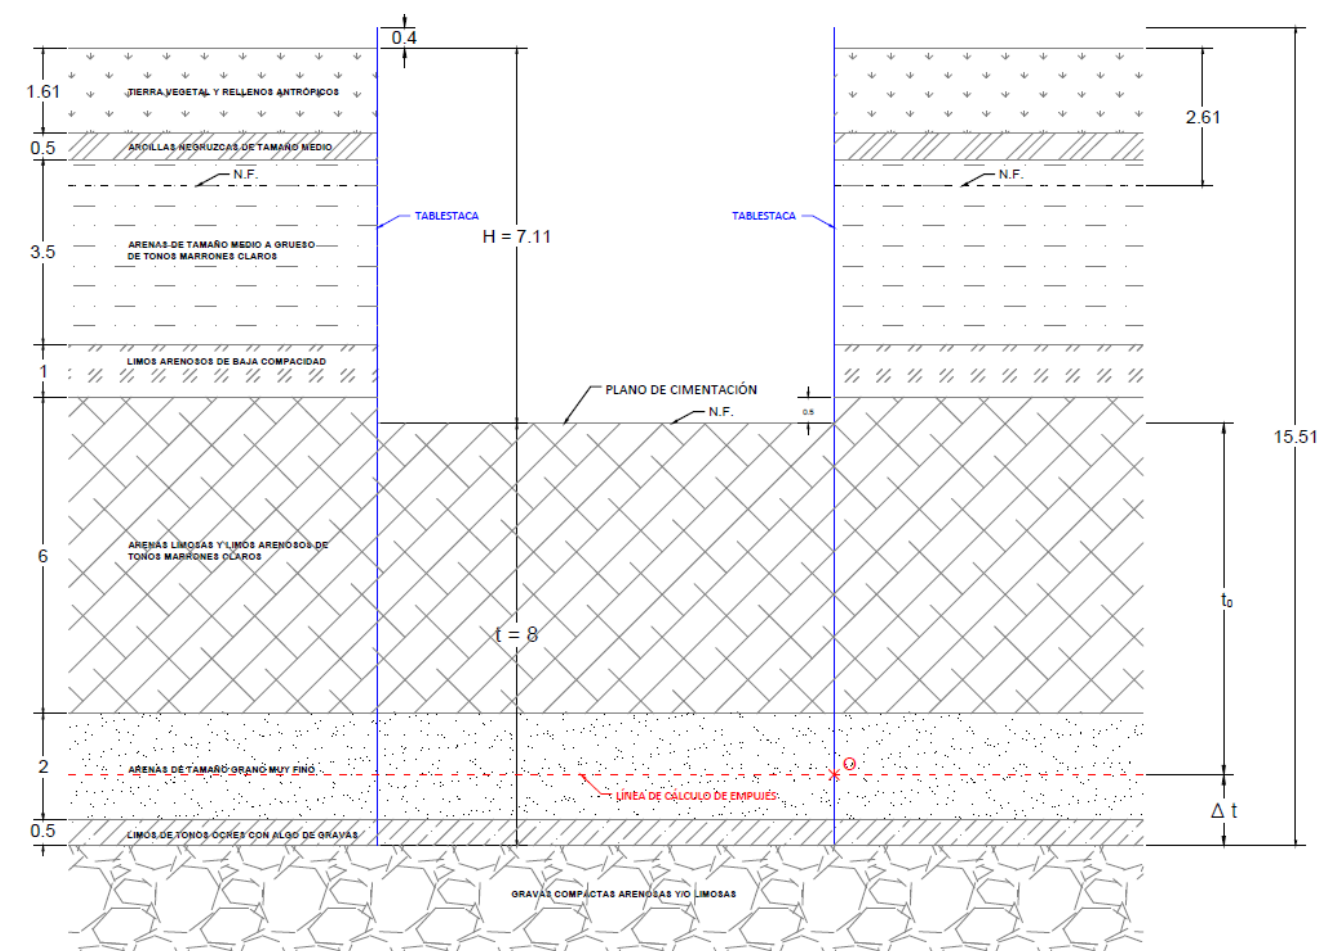 0.4
1.61
TIERRA VEGETAL Y RELLENOS ANTRÓPICOS
2.61
0.5
ARCILLAS NEGRUZCAS DE TAMAÑO MEDIO
N.F.
N.F.
TABLESTACA
TABLESTACA
H = 7.11
3.5
ARENAS DE TAMAÑO MEDIO A GRUESO
DE TONOS MARRONES CLAROS
1
LIMOS ARENOSOS DE BAJA COMPACIDAD
PLANO DE CIMENTACIÓN
N.F.
0.5
15.51
6
ARENAS LIMOSAS Y LIMOS ARENOSOS DE
TONOS MARRONES CLAROS
t = 8
t₀
2
ARENAS DE TAMAÑO GRANO MUY FINO
O
LÍNEA DE CÁLCULO DE EMPUJES
Δ t
0.5
LIMOS DE TONOS OCRES CON ALGO DE GRAVAS
GRAVAS COMPACTAS ARENOSAS Y/O LIMOSAS